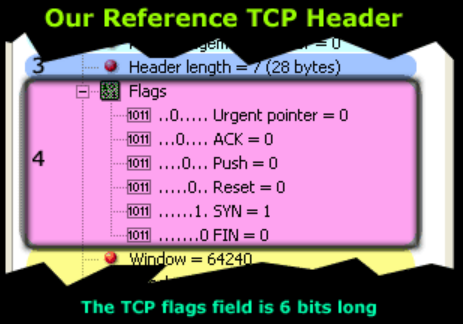 Our Reference TCP Header
= 0
3
Header length = 7 (28 bytes)
Flags
1011 ..0..... Urgent pointer = 0
1011 ...0.... ACK = 0
4
1011 ....0... Push = 0
1011 .....0.. Reset = 0
1011 ......1. SYN = 1
1011 .......0 FIN = 0
Window = 64240
The TCP flags field is 6 bits long